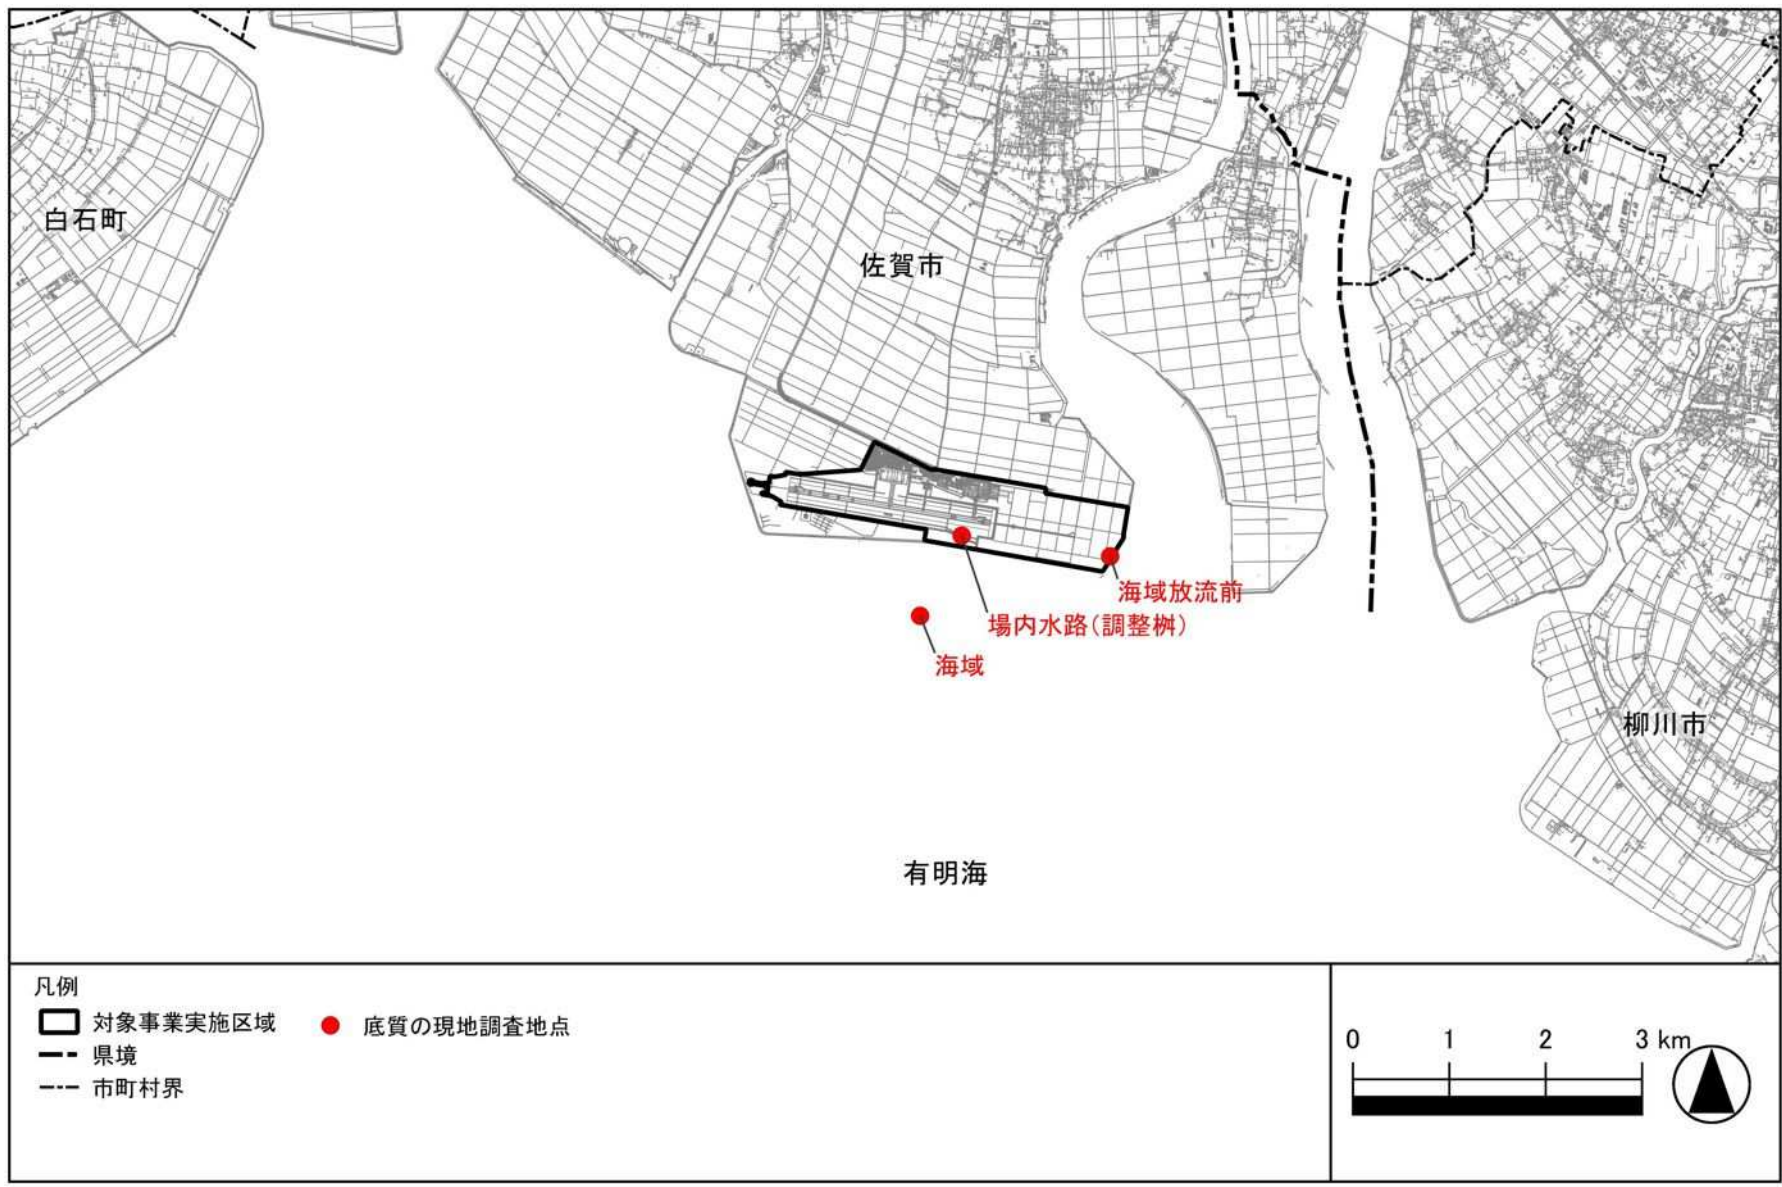 白石町
佐賀市
海域放流前
場内水路(調整桝)
海域
柳川市
有明海
凡例
対象事業実施区域
底質の現地調査地点
県境
市町村界
0 1 2 3 km